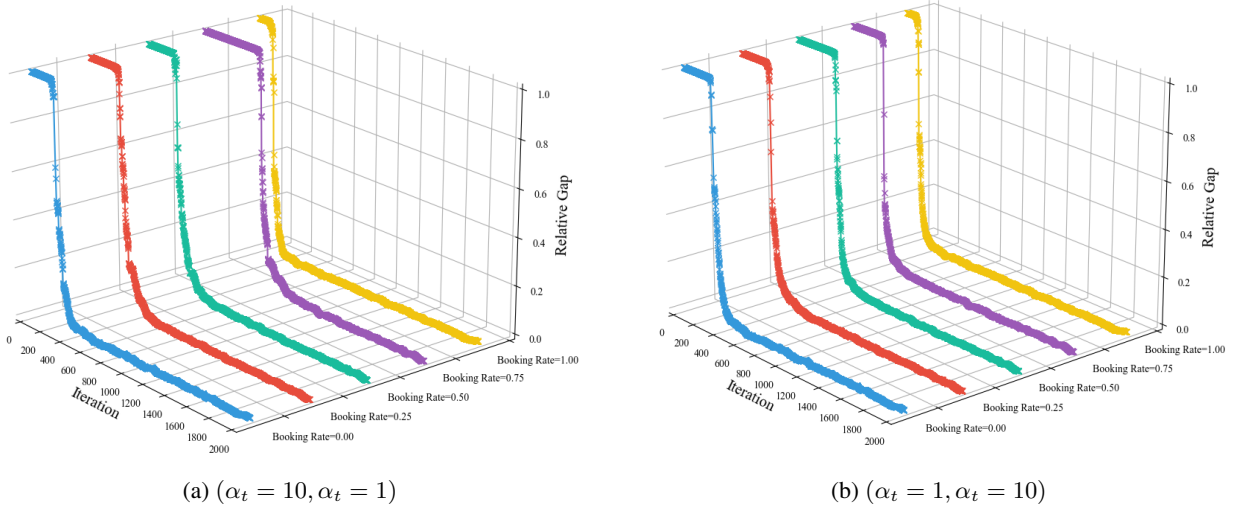 1.0
0.8
0.6
0.4
0.2
0.0
Relative Gap
0
200
400
600
800
1000
1200
1400
1600
1800
2000
Iteration
Booking Rate=1.00
Booking Rate=0.75
Booking Rate=0.50
Booking Rate=0.25
Booking Rate=0.00
(a) (α_t = 10, α_t = 1)
1.0
0.8
0.6
0.4
0.2
0.0
Relative Gap
0
200
400
600
800
1000
1200
1400
1600
1800
2000
Iteration
Booking Rate=1.00
Booking Rate=0.75
Booking Rate=0.50
Booking Rate=0.25
Booking Rate=0.00
(b) (α_t = 1, α_t = 10)